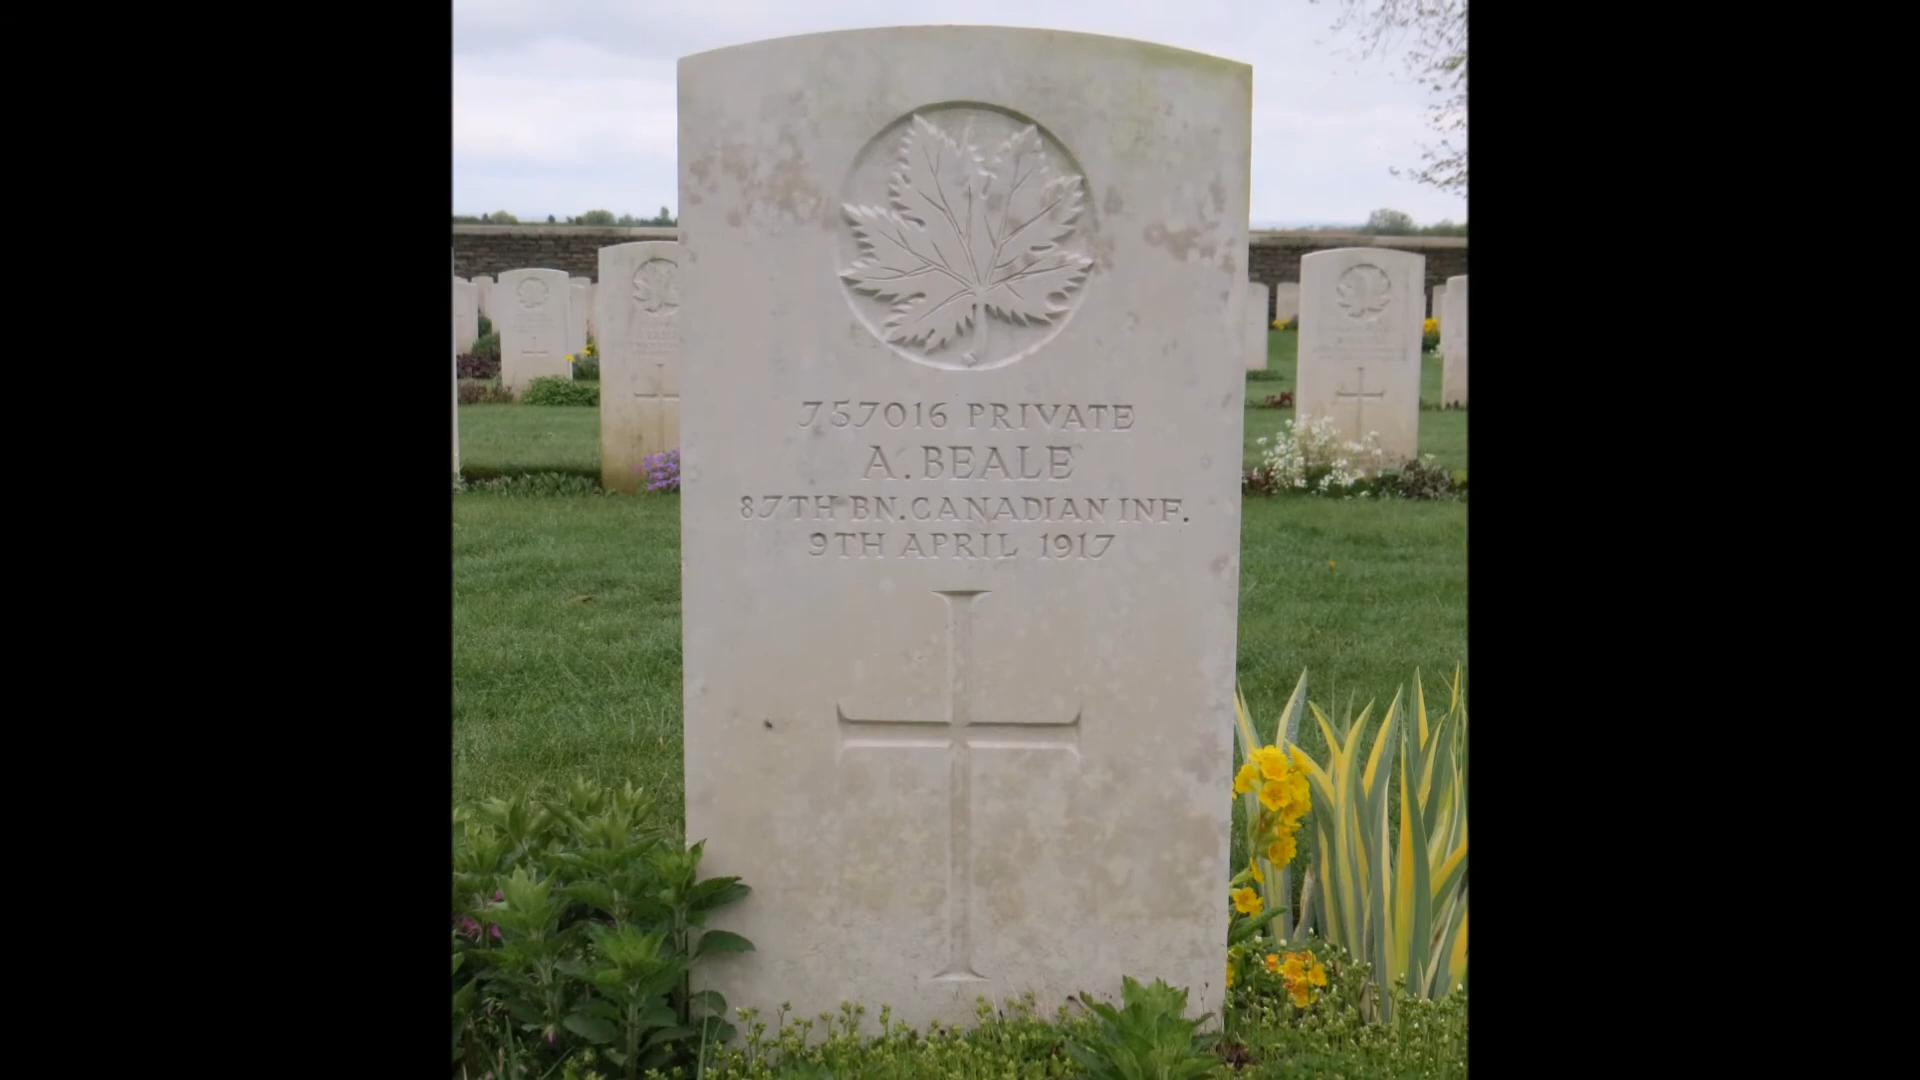 757016 PRIVATE
A. BEALE
87TH BN. CANADIAN INF.
9TH APRIL 1917